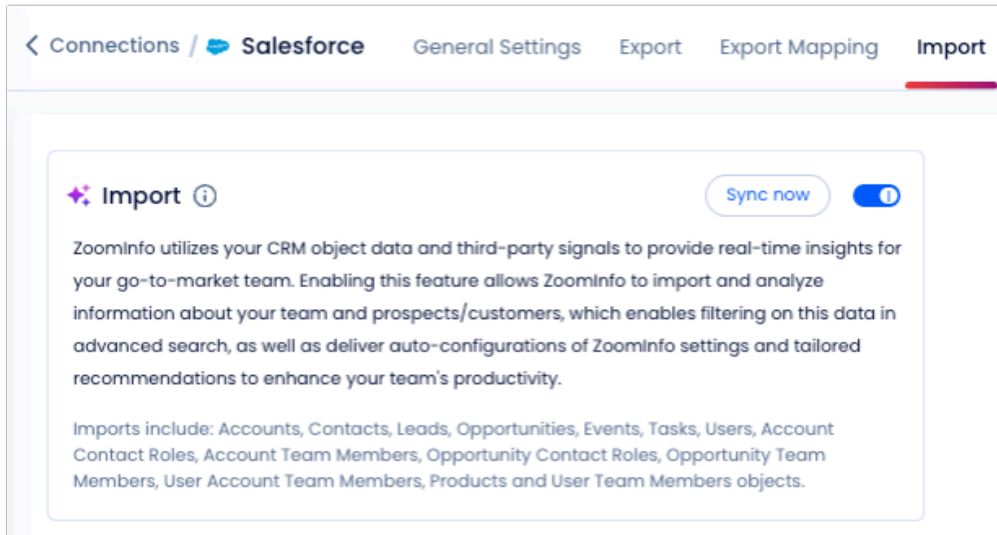 Connections / Salesforce General Settings Export Export Mapping Import
Import Sync now
ZoomInfo utilizes your CRM object data and third-party signals to provide real-time insights for
your go-to-market team. Enabling this feature allows ZoomInfo to import and analyze
information about your team and prospects/customers, which enables filtering on this data in
advanced search, as well as deliver auto-configurations of ZoomInfo settings and tailored
recommendations to enhance your team's productivity.
Imports include: Accounts, Contacts, Leads, Opportunities, Events, Tasks, Users, Account
Contact Roles, Account Team Members, Opportunity Contact Roles, Opportunity Team
Members, User Account Team Members, Products and User Team Members objects.